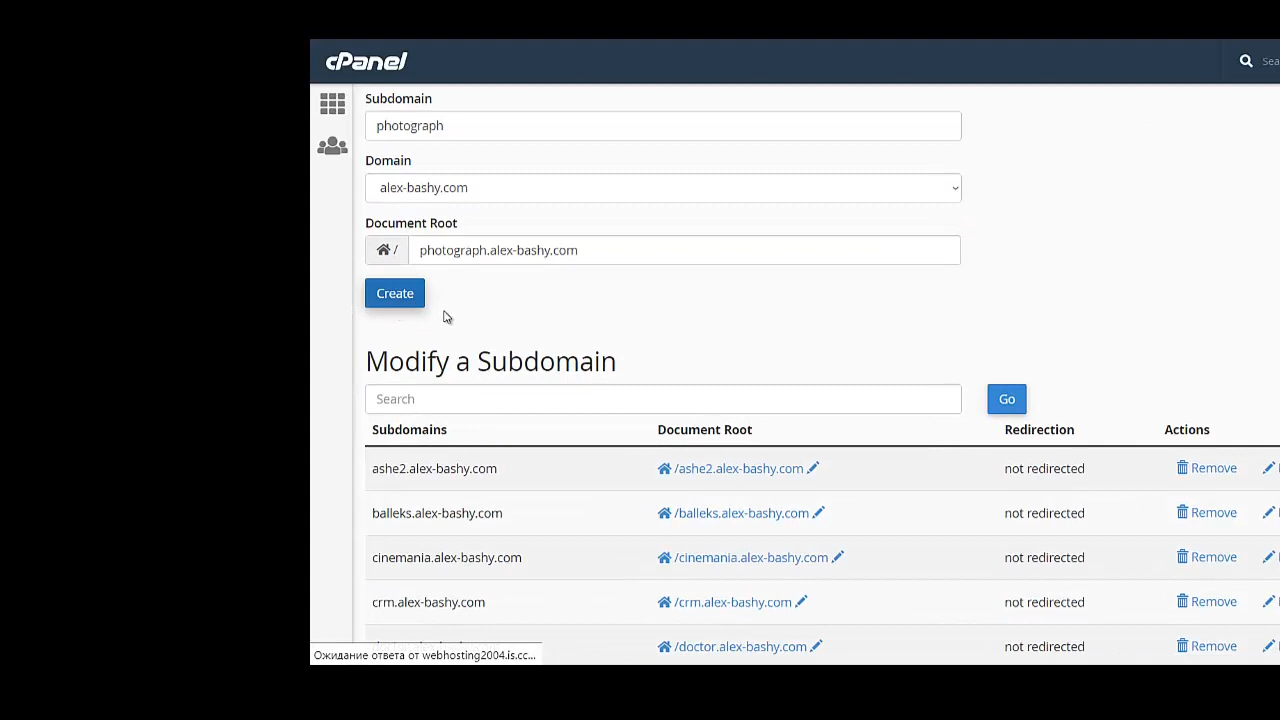 cPanel
Sea
Subdomain
photograph
Domain
alex-bashy.com
Document Root
/ photograph.alex-bashy.com
Create
Modify a Subdomain
Search Go
Subdomains Document Root Redirection Actions
ashe2.alex-bashy.com /ashe2.alex-bashy.com not redirected Remove
balleks.alex-bashy.com /balleks.alex-bashy.com not redirected Remove
cinemania.alex-bashy.com /cinemania.alex-bashy.com not redirected Remove
crm.alex-bashy.com /crm.alex-bashy.com not redirected Remove
/doctor.alex-bashy.com not redirected Remove
Ожидание ответа от webhosting2004.is.cc...